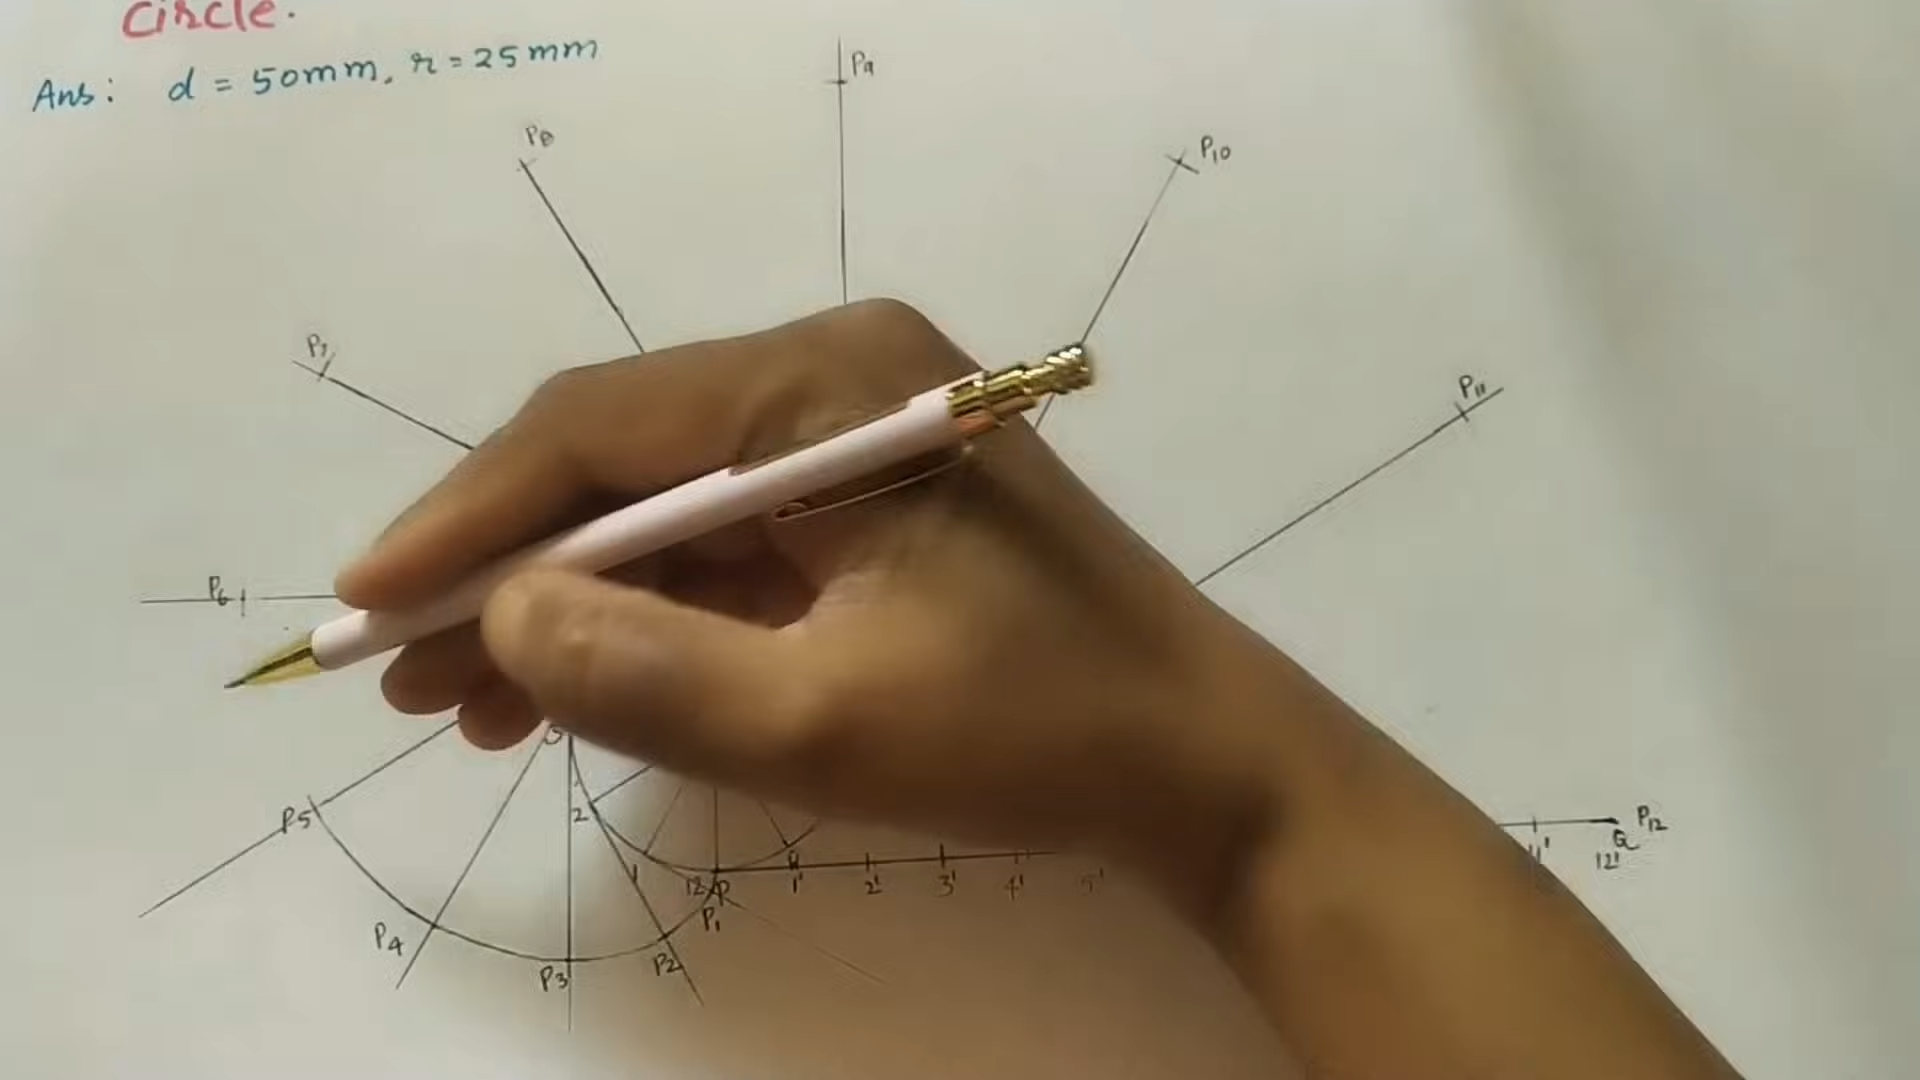 Circle.
Ans: d = 50mm, r = 25mm
P9
P8
P10
P7
P11
P6
P5
2
P12
Q
11'
12'
1
12 P
1'
2'
3'
4'
5'
P1
P4
P3
P2